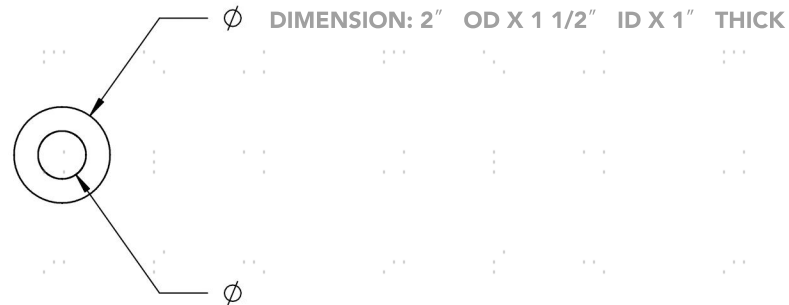 ⌀ DIMENSION: 2″ OD X 1 1/2″ ID X 1″ THICK
⌀